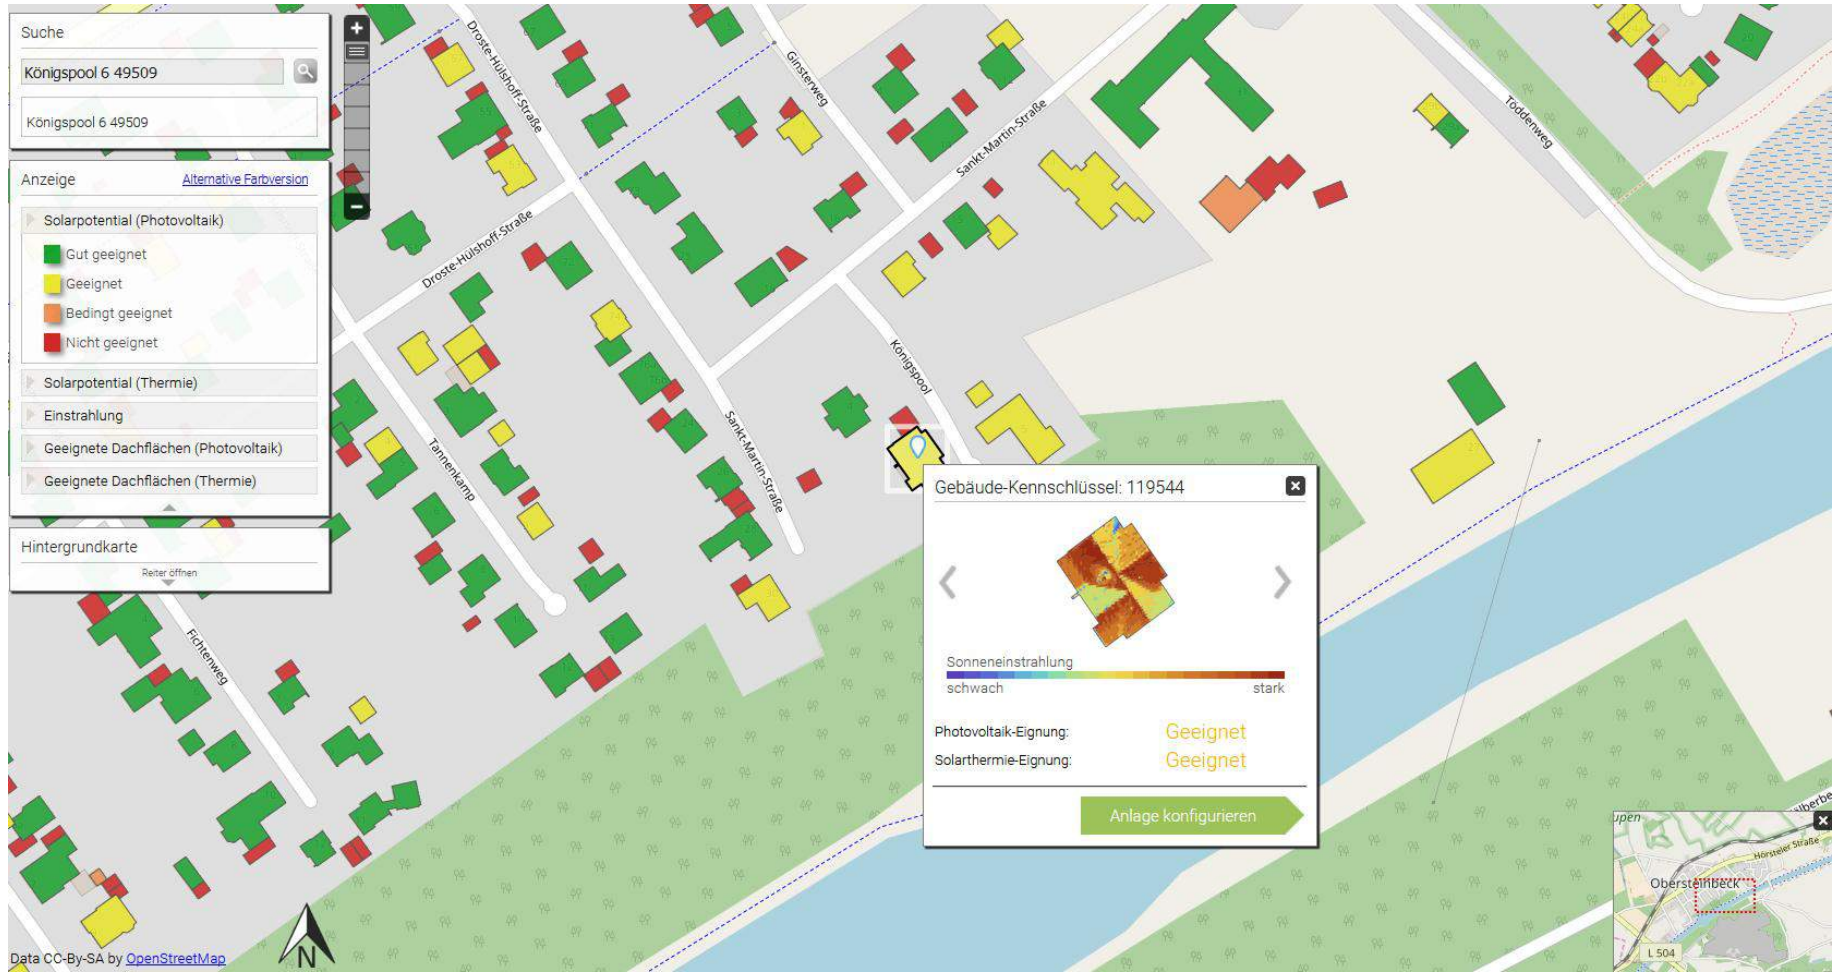 Suche
Königspool 6 49509
Königspool 6 49509
Anzeige
Alternative Farbversion
Solarpotential (Photovoltaik)
Gut geeignet
Geeignet
Bedingt geeignet
Nicht geeignet
Solarpotential (Thermie)
Einstrahlung
Geeignete Dachflächen (Photovoltaik)
Geeignete Dachflächen (Thermie)
Hintergrundkarte
Reiter öffnen
Droste-Hülshoff-Straße
Ginsterweg
Sankt-Martin-Straße
Tödenweg
Droste-Hülshoff-Straße
Königspool
Tannenkamp
Sankt-Martin-Straße
Fichtenweg
Gebäude-Kennschlüssel: 119544
Sonneneinstrahlung
schwach
stark
Photovoltaik-Eignung:
Geeignet
Solarthermie-Eignung:
Geeignet
Anlage konfigurieren
Hörsteler Straße
Obersteinbeck
L 504
N
Data CC-By-SA by OpenStreetMap